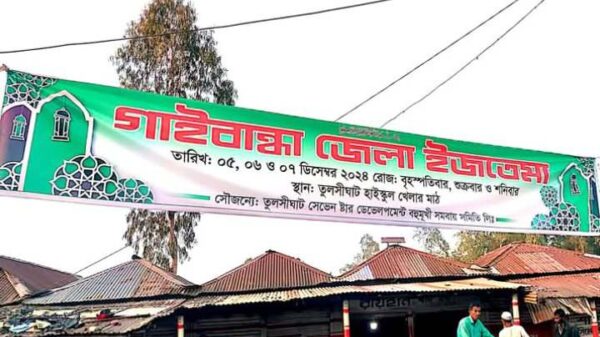 গাইবান্ধা জেলা ইজতেমা
তারিখ: ০৫, ০৬ ও ০৭ ডিসেম্বর ২০২৪ রোজ: বৃহস্পতিবার, শুক্রবার ও শনিবার
স্থান: তুলসীঘাট হাইস্কুল খেলার মাঠ
সৌজন্যে: তুলসীঘাট সেভেন ষ্টার ডেভেলপমেন্ট বহুমূখী সমবায় সমিতি লিঃ